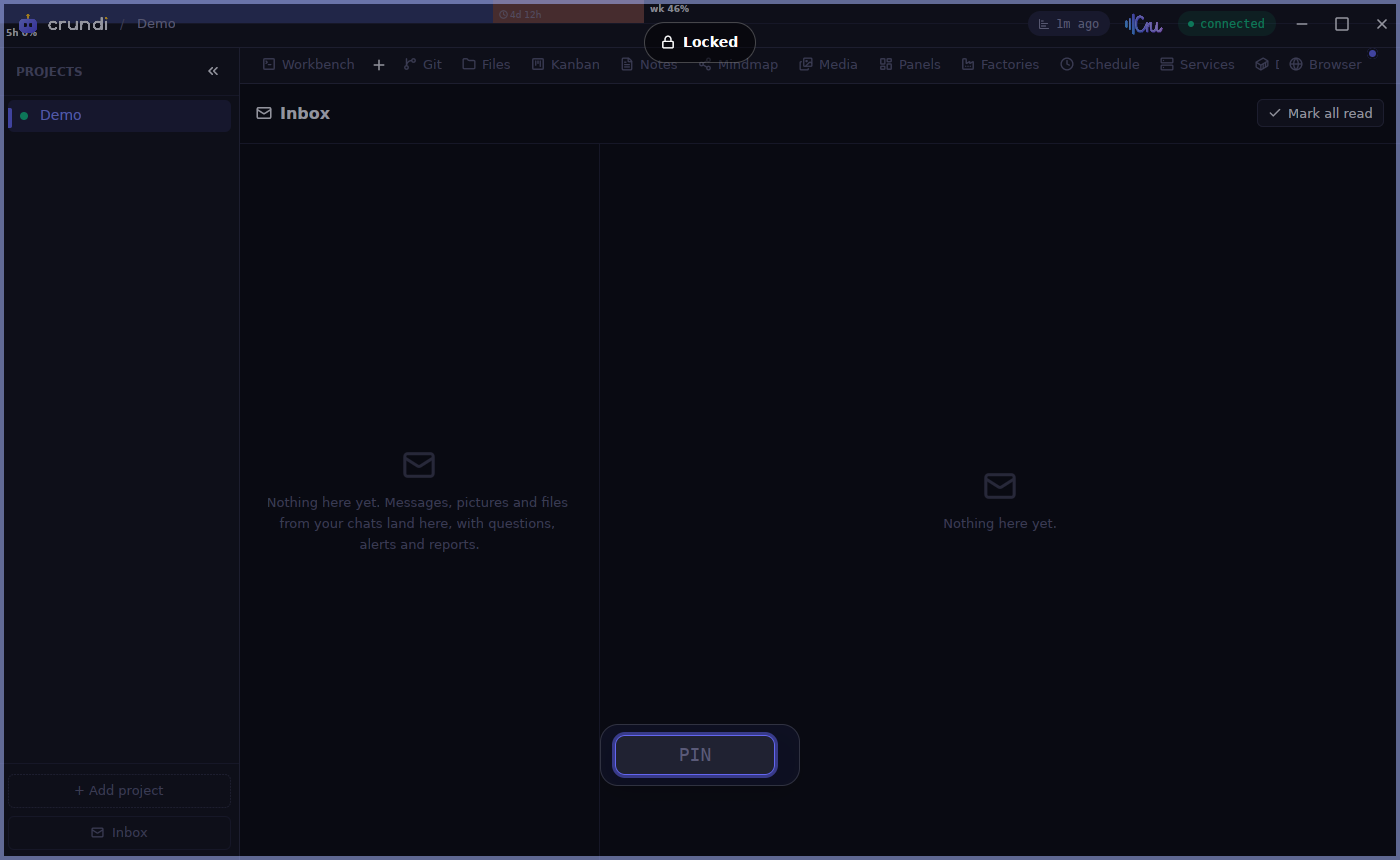 4d 12h
wk 46%
5h 6%
crundi / Demo
Locked
1m ago
Cru
connected
PROJECTS
Workbench
Git
Files
Kanban
Notes
Mindmap
Media
Panels
Factories
Schedule
Services
Browser
Demo
Inbox
Mark all read
Nothing here yet. Messages, pictures and files
from your chats land here, with questions,
alerts and reports.
Nothing here yet.
PIN
+ Add project
Inbox